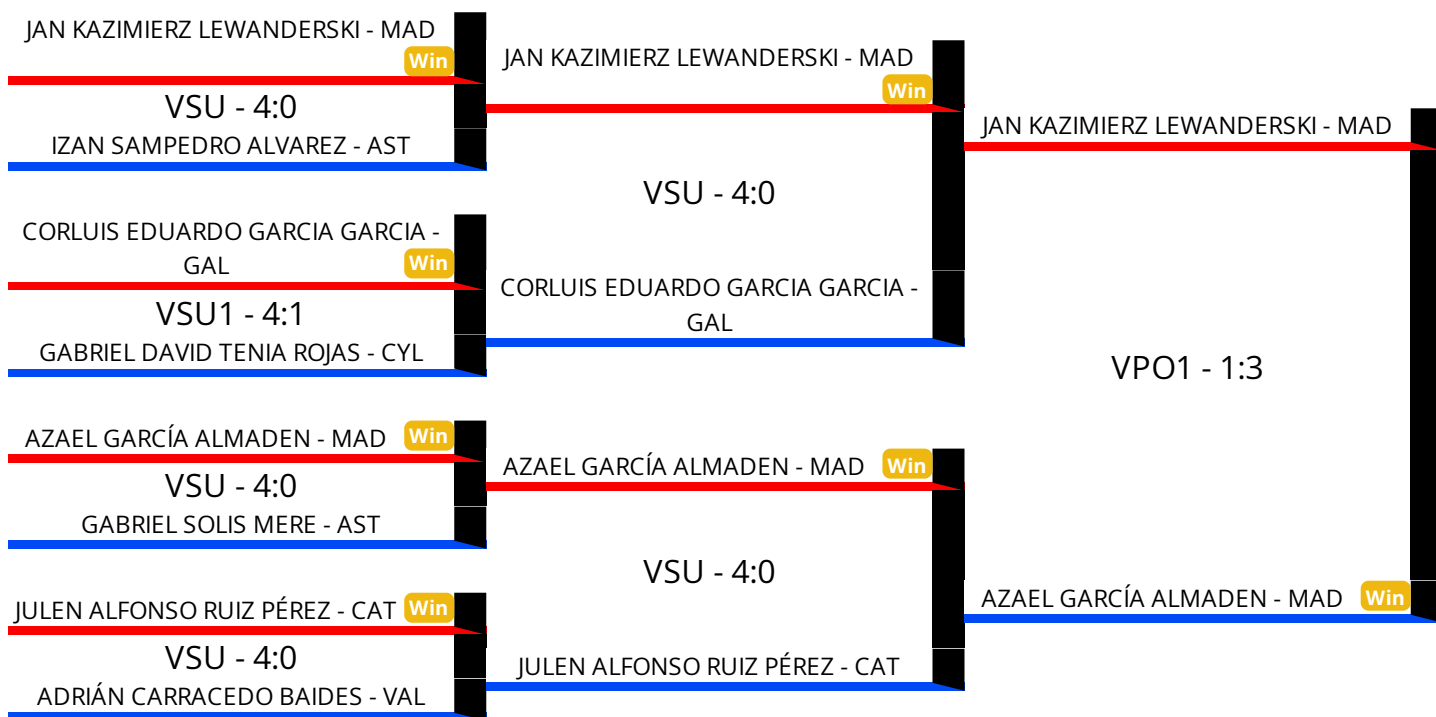 JAN KAZIMIERZ LEWANDERSKI - MAD
Win
VSU - 4:0
IZAN SAMPEDRO ALVAREZ - AST
CORLUIS EDUARDO GARCIA GARCIA -
GAL
Win
VSU1 - 4:1
GABRIEL DAVID TENIA ROJAS - CYL
AZAEL GARCÍA ALMADEN - MAD
Win
VSU - 4:0
GABRIEL SOLIS MERE - AST
JULEN ALFONSO RUIZ PÉREZ - CAT
Win
VSU - 4:0
ADRIÁN CARRACEDO BAIDES - VAL
JAN KAZIMIERZ LEWANDERSKI - MAD
Win
VSU - 4:0
CORLUIS EDUARDO GARCIA GARCIA -
GAL
AZAEL GARCÍA ALMADEN - MAD
Win
VSU - 4:0
JULEN ALFONSO RUIZ PÉREZ - CAT
JAN KAZIMIERZ LEWANDERSKI - MAD
VPO1 - 1:3
AZAEL GARCÍA ALMADEN - MAD
Win